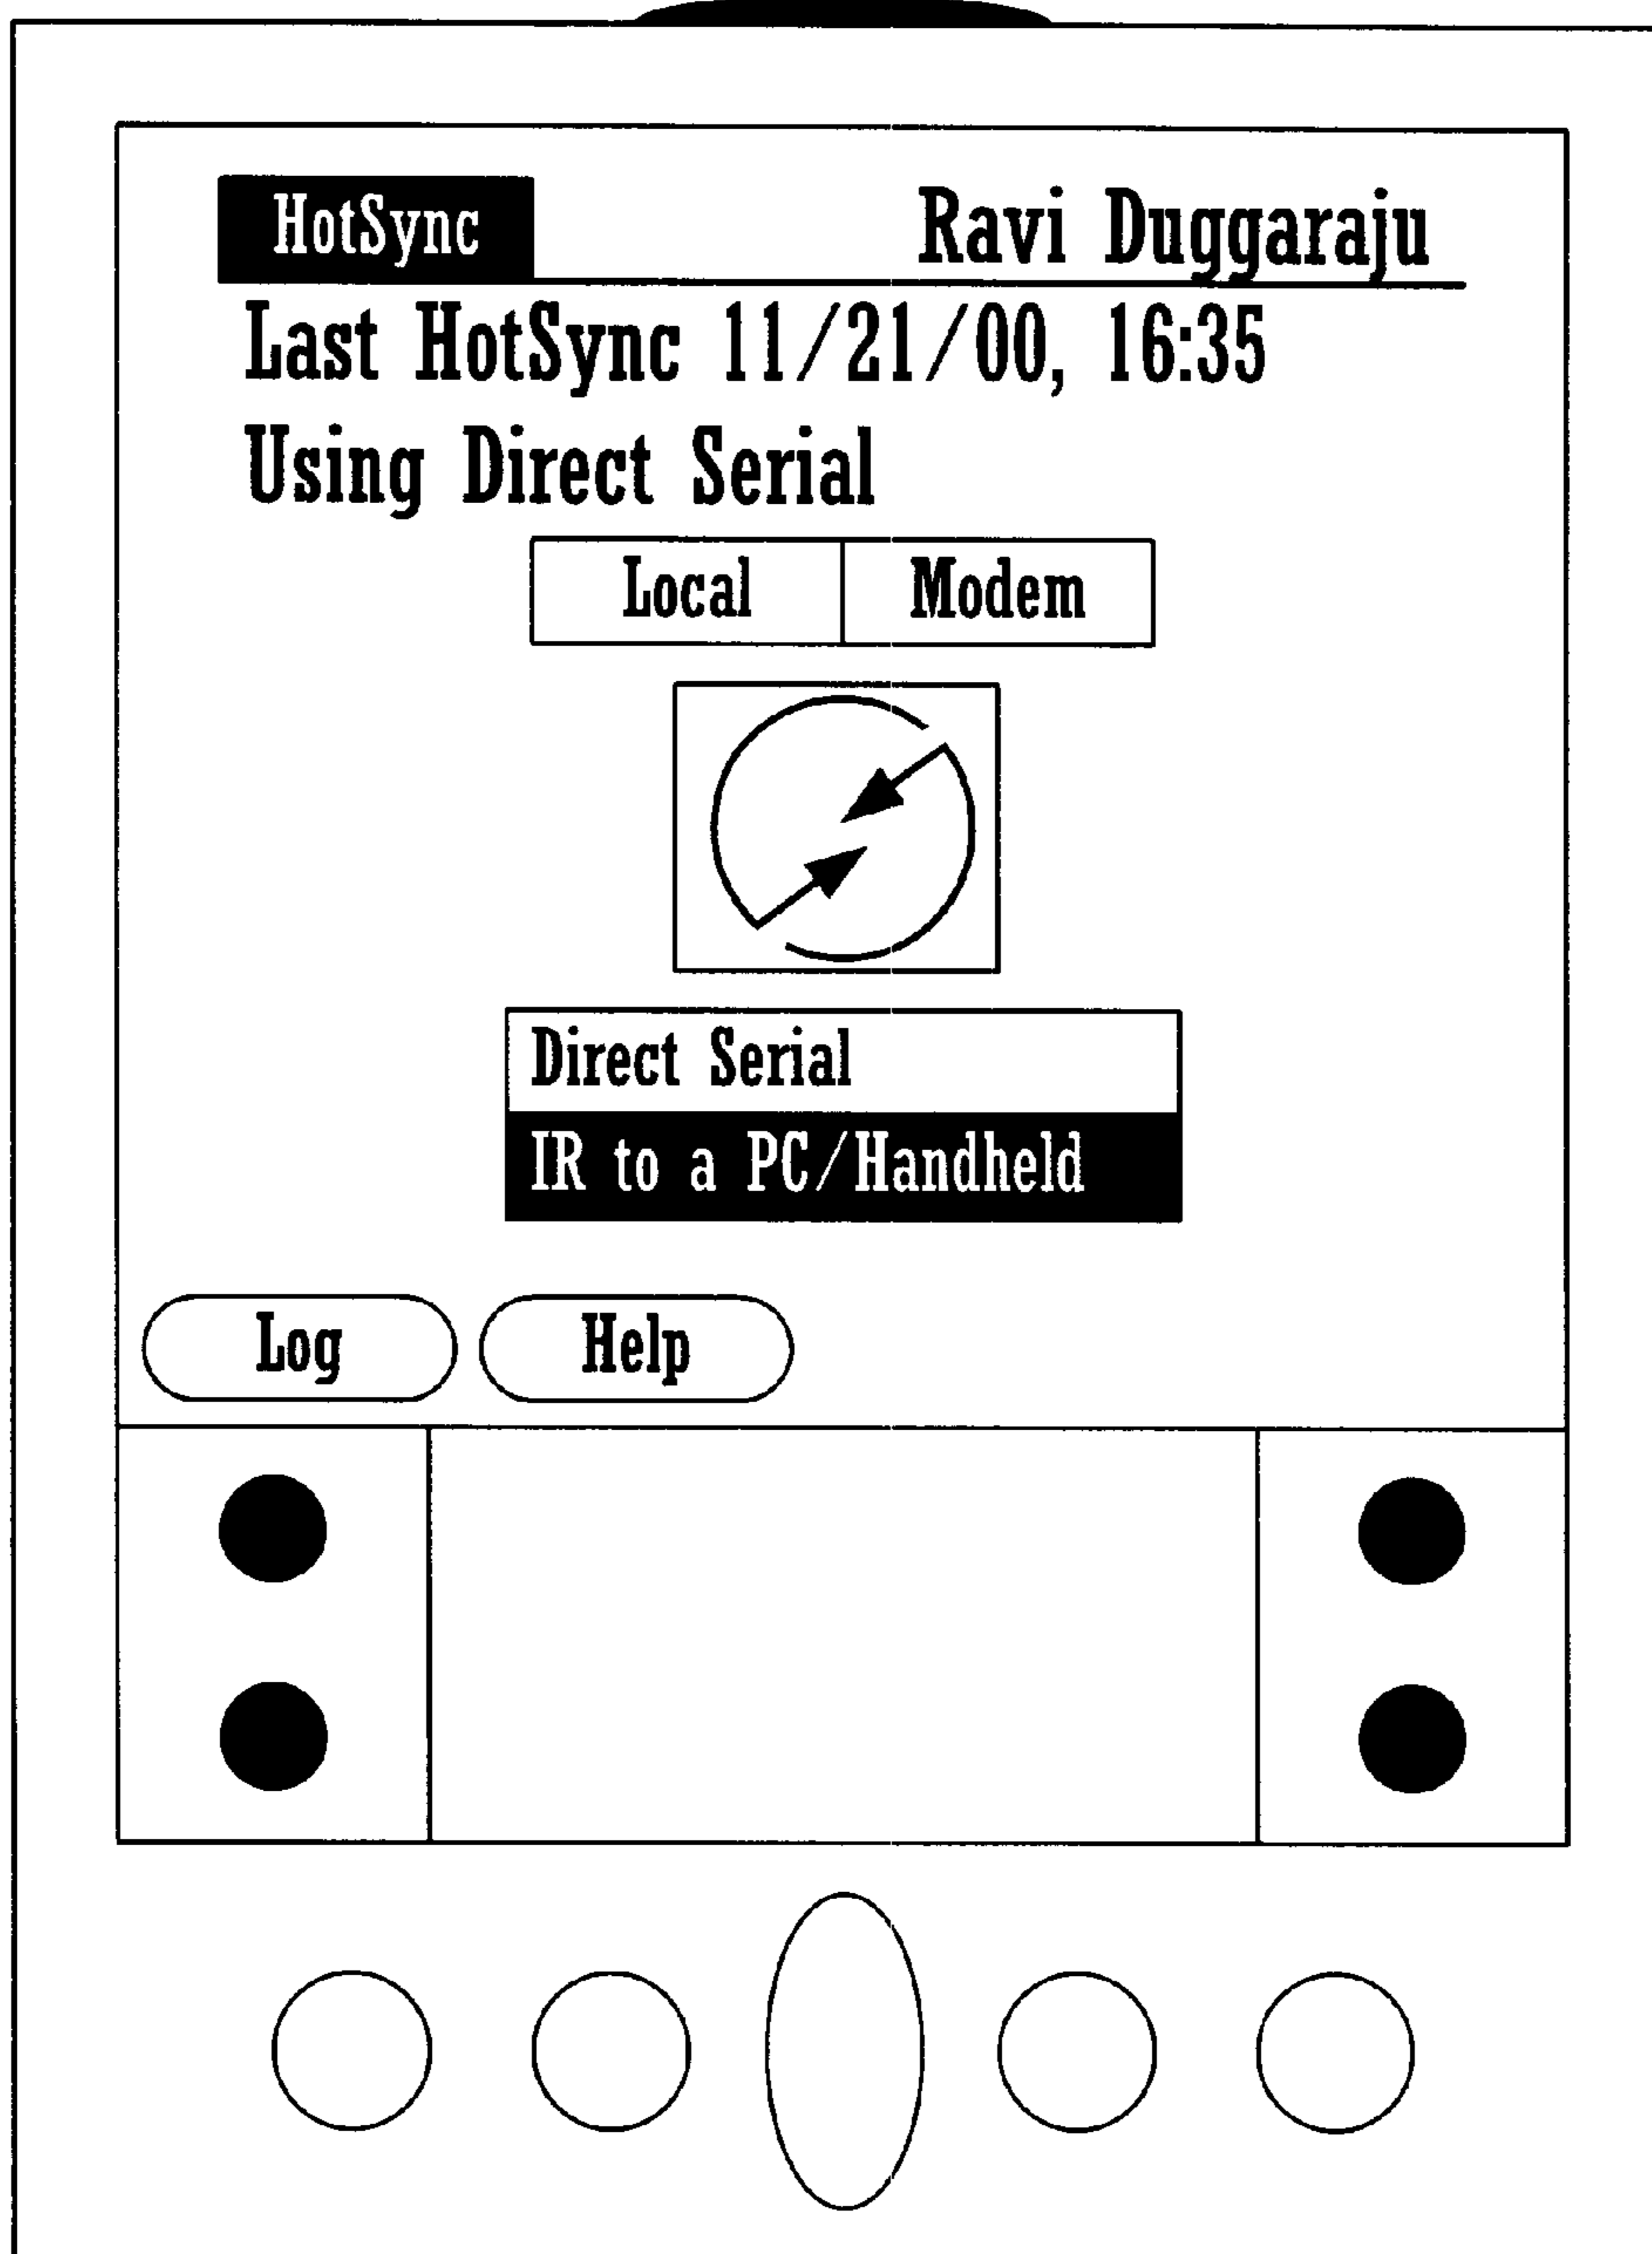 HotSync Ravi Duggaraju
Last HotSync 11/21/00, 16:35
Using Direct Serial
Local Modem
Direct Serial
IR to a PC/Handheld
Log Help